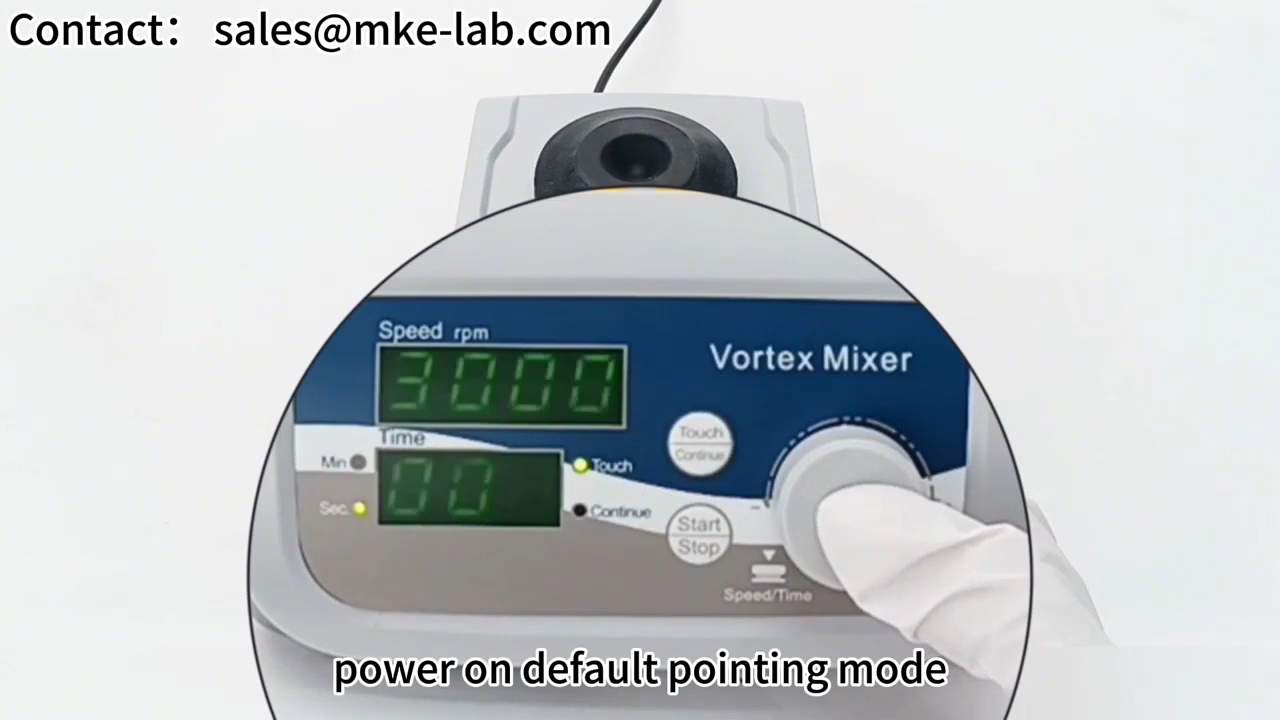 Contact： sales@mke-lab.com
Speed rpm
3000
Vortex Mixer
Time
Min
Sec
00
Touch
Continue
Touch
Continue
Start
Stop
Speed/Time
power on default pointing mode